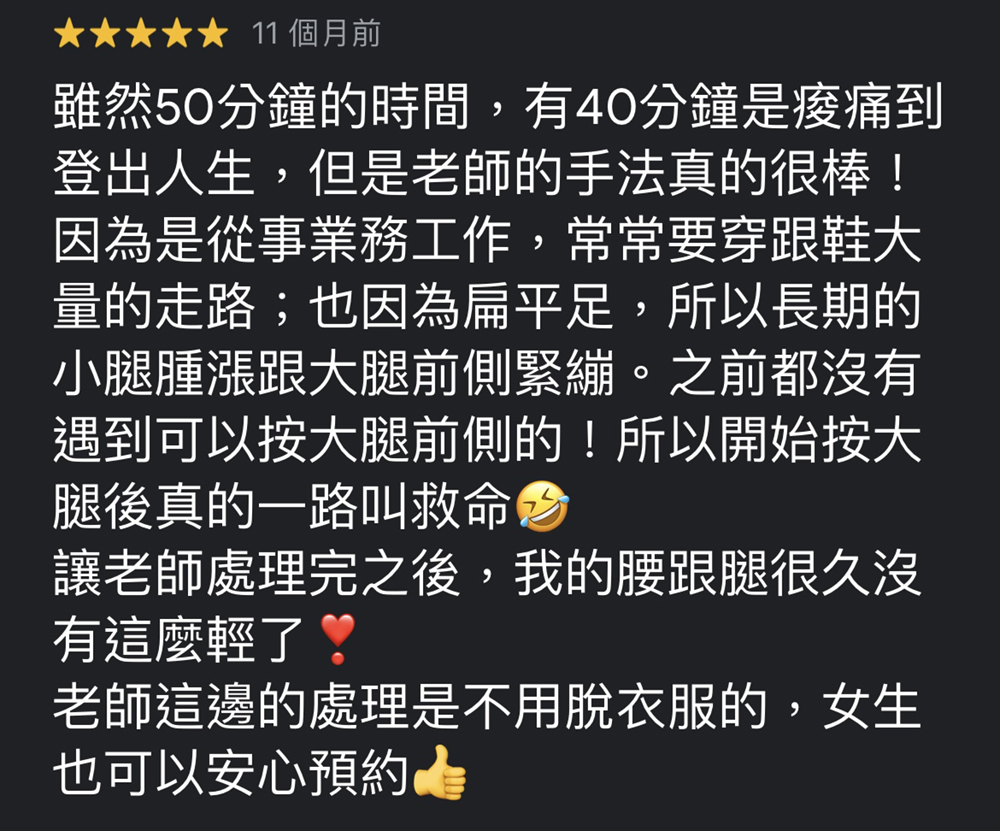 ⭐⭐⭐⭐⭐ 11 個月前
雖然50分鐘的時間，有40分鐘是痠痛到
登出人生，但是老師的手法真的很棒！
因為是從事業務工作，常常要穿跟鞋大
量的走路；也因為扁平足，所以長期的
小腿腫漲跟大腿前側緊繃。之前都沒有
遇到可以按大腿前側的！所以開始按大
腿後真的一路叫救命🤣
讓老師處理完之後，我的腰跟腿很久沒
有這麼輕了❣️
老師這邊的處理是不用脫衣服的，女生
也可以安心預約👍